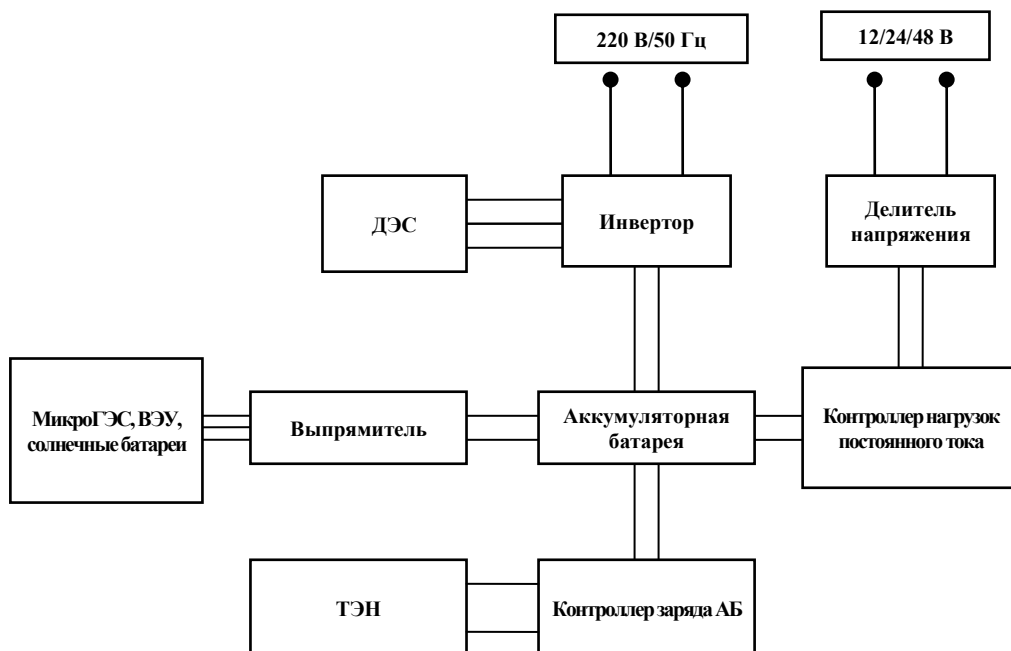 220 В/50 Гц
12/24/48 В
ДЭС
Инвертор
Делитель
напряжения
МикроГЭС, ВЭУ,
солнечные батареи
Выпрямитель
Аккумуляторная
батарея
Контроллер нагрузок
постоянного тока
ТЭН
Контроллер заряда АБ